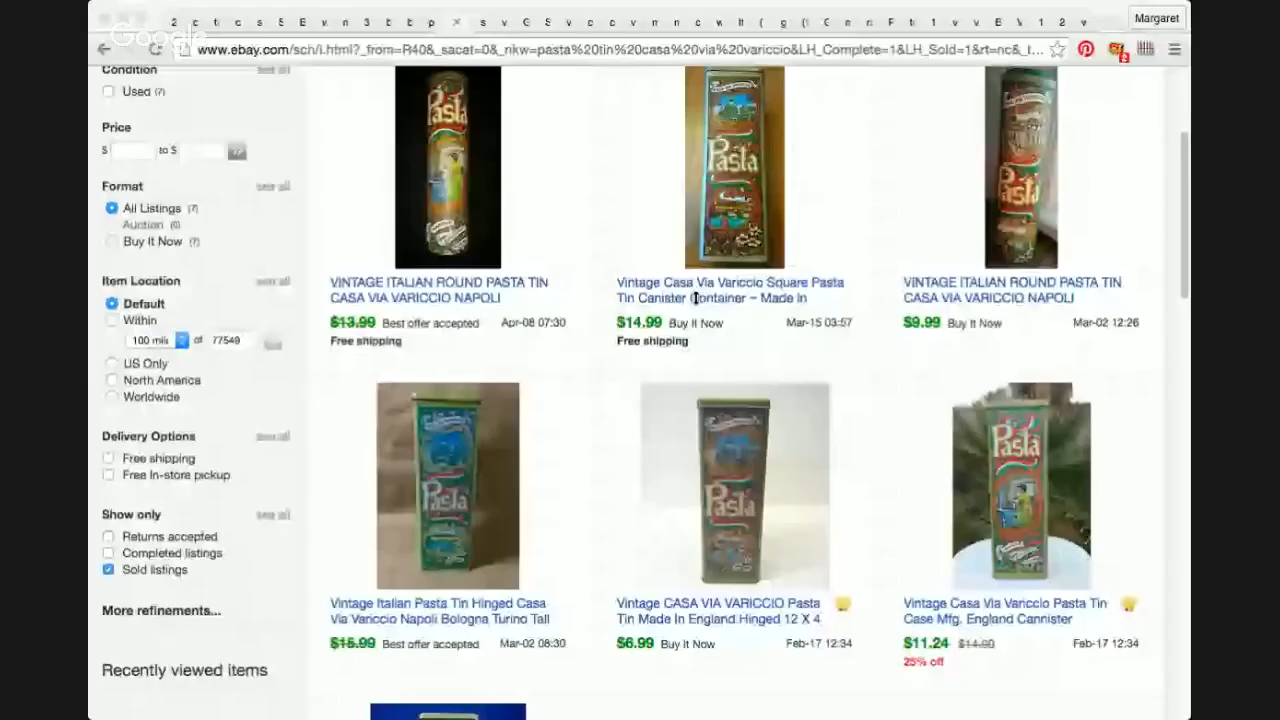 Margaret
Google
www.ebay.com/sch/i.html?_from=R40&_sacat=0&_nkw=pasta%20tin%20casa%20via%20variccio&LH_Complete=1&LH_Sold=1&rt=nc&_t...
2
Condition see all
Used (7)
Price
$ to $ >>
Format see all
All Listings (7)
Auction (0)
Buy It Now (7)
Item Location see all
Default
Within
100 mile of 77549
US Only
North America
Worldwide
Delivery Options see all
Free shipping
Free In-store pickup
Show only see all
Returns accepted
Completed listings
Sold listings
More refinements...
Recently viewed items
Pasta
Pasta
Pasta
VINTAGE ITALIAN ROUND PASTA TIN
CASA VIA VARICCIO NAPOLI
$13.99 Best offer accepted Apr-08 07:30
Free shipping
Vintage Casa Via Variccio Square Pasta
Tin Canister Container ~ Made In
$14.99 Buy It Now Mar-15 03:57
Free shipping
VINTAGE ITALIAN ROUND PASTA TIN
CASA VIA VARICCIO NAPOLI
$9.99 Buy It Now Mar-02 12:26
Pasta
Pasta
Pasta
Vintage Italian Pasta Tin Hinged Casa
Via Variccio Napoli Bologna Turino Tall
$15.99 Best offer accepted Mar-02 08:30
Vintage CASA VIA VARICCIO Pasta
Tin Made In England Hinged 12 X 4
$6.99 Buy It Now Feb-17 12:34
Vintage Casa Via Variccio Pasta Tin
Case Mfg. England Cannister
$11.24 $14.99 Feb-17 12:34
25% off